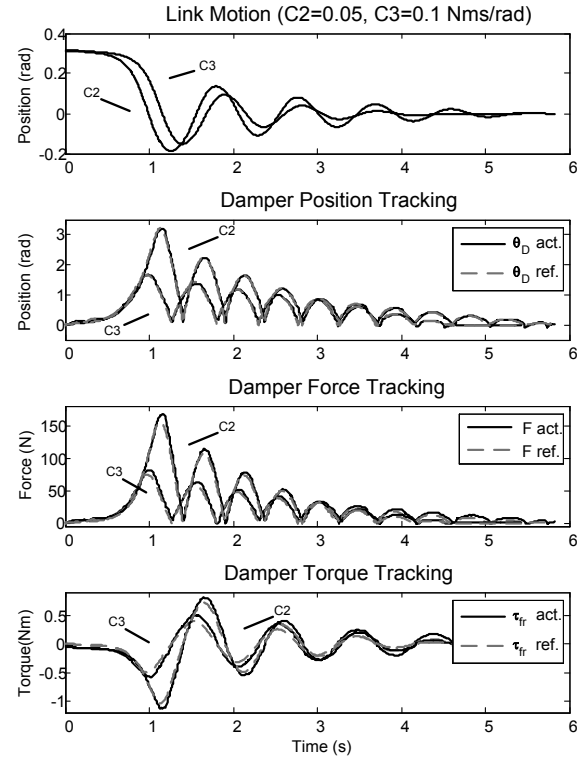 Link Motion (C2=0.05, C3=0.1 Nms/rad)
Position (rad)
0.4
0.2
0
-0.2
C3
C2
0 1 2 3 4 5 6
Damper Position Tracking
Position (rad)
3
2
1
0
C2
C3
θD act.
θD ref.
0 1 2 3 4 5 6
Damper Force Tracking
Force (N)
150
100
50
0
C2
C3
F act.
F ref.
0 1 2 3 4 5 6
Damper Torque Tracking
Torque(Nm)
0.5
0
-0.5
-1
C3
C2
τfr act.
τfr ref.
0 1 2 3 4 5 6
Time (s)